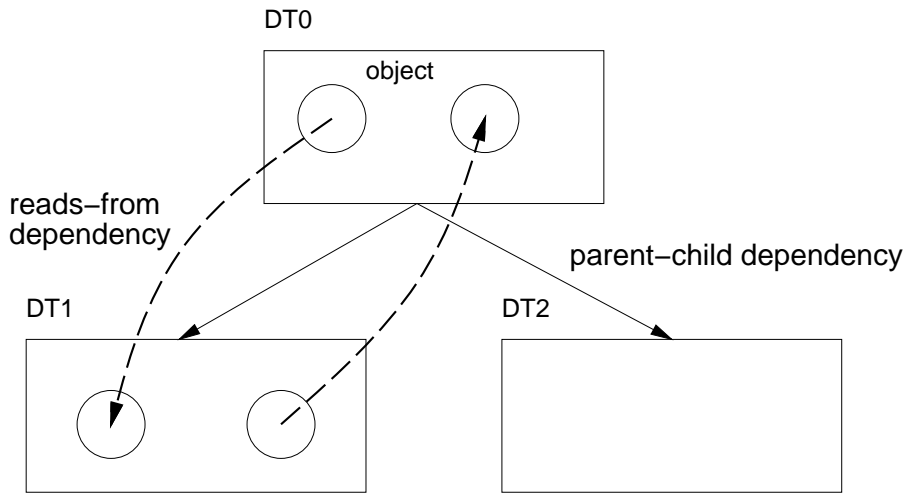 DT0
object
reads−from
dependency
parent−child dependency
DT1
DT2